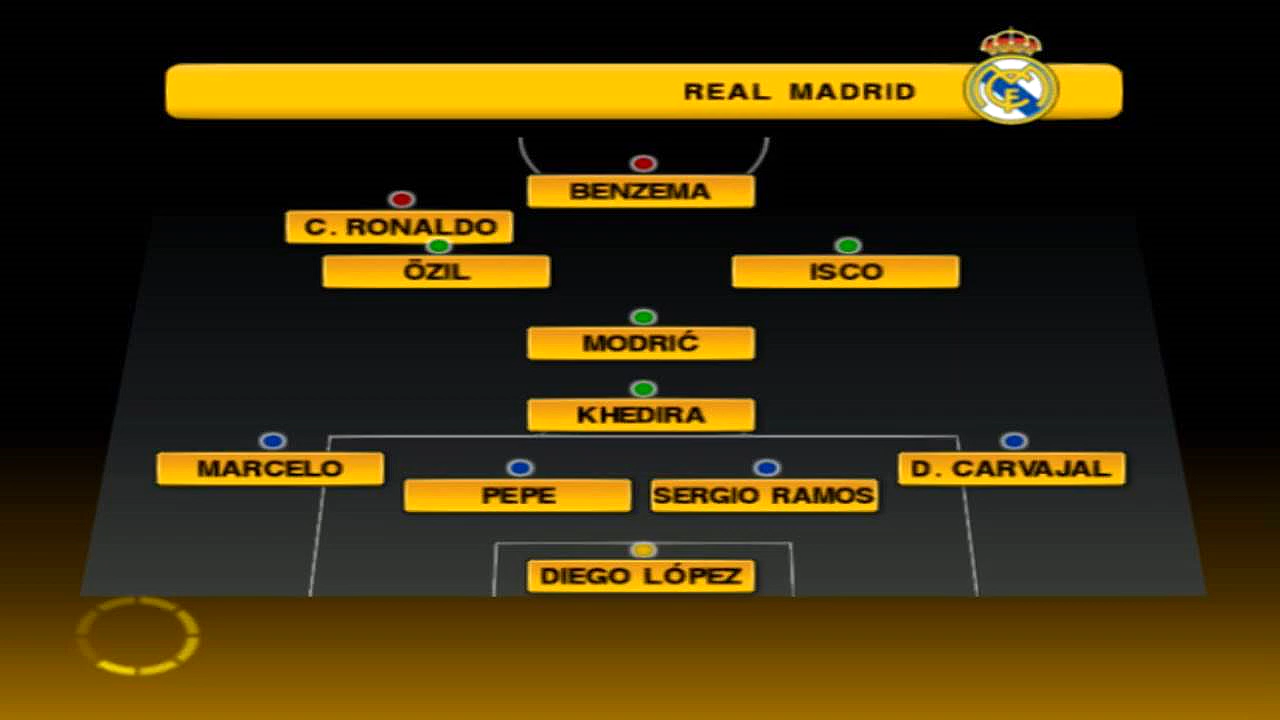 REAL MADRID
BENZEMA
C. RONALDO
ÖZIL
ISCO
MODRIĆ
KHEDIRA
MARCELO
D. CARVAJAL
PEPE
SERGIO RAMOS
DIEGO LÓPEZ